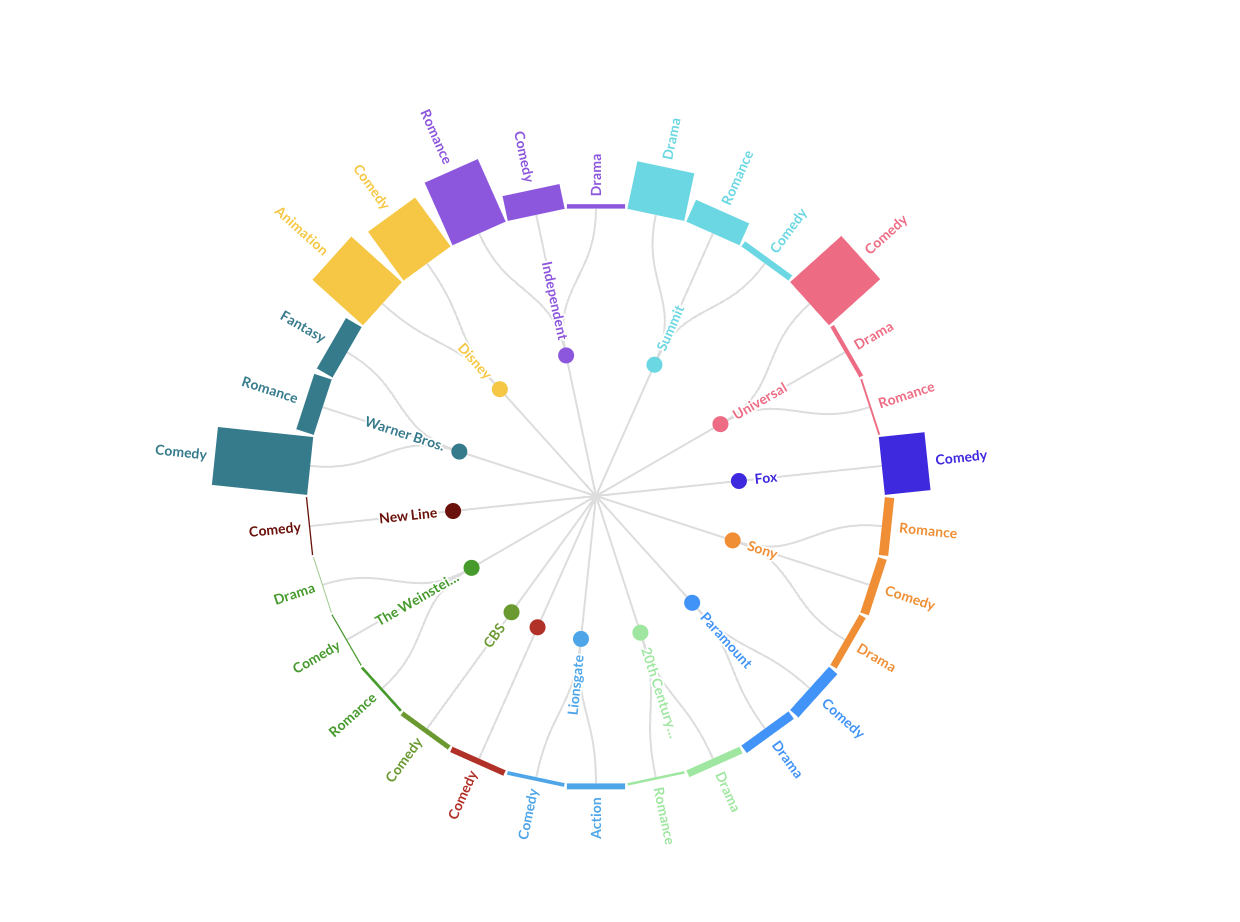 Drama
Drama
Romance
Comedy
Romance
Comedy
Comedy
Animation
Comedy
Independent
Fantasy
Summit
Drama
Disney
Romance
Universal
Romance
Warner Bros.
Comedy
Comedy
Fox
New Line
Comedy
Romance
Sony
The Weinstei...
Drama
Comedy
CBS
Paramount
Comedy
Drama
Lionsgate
20th Century ...
Romance
Comedy
Comedy
Drama
Comedy
Drama
Comedy
Action
Romance